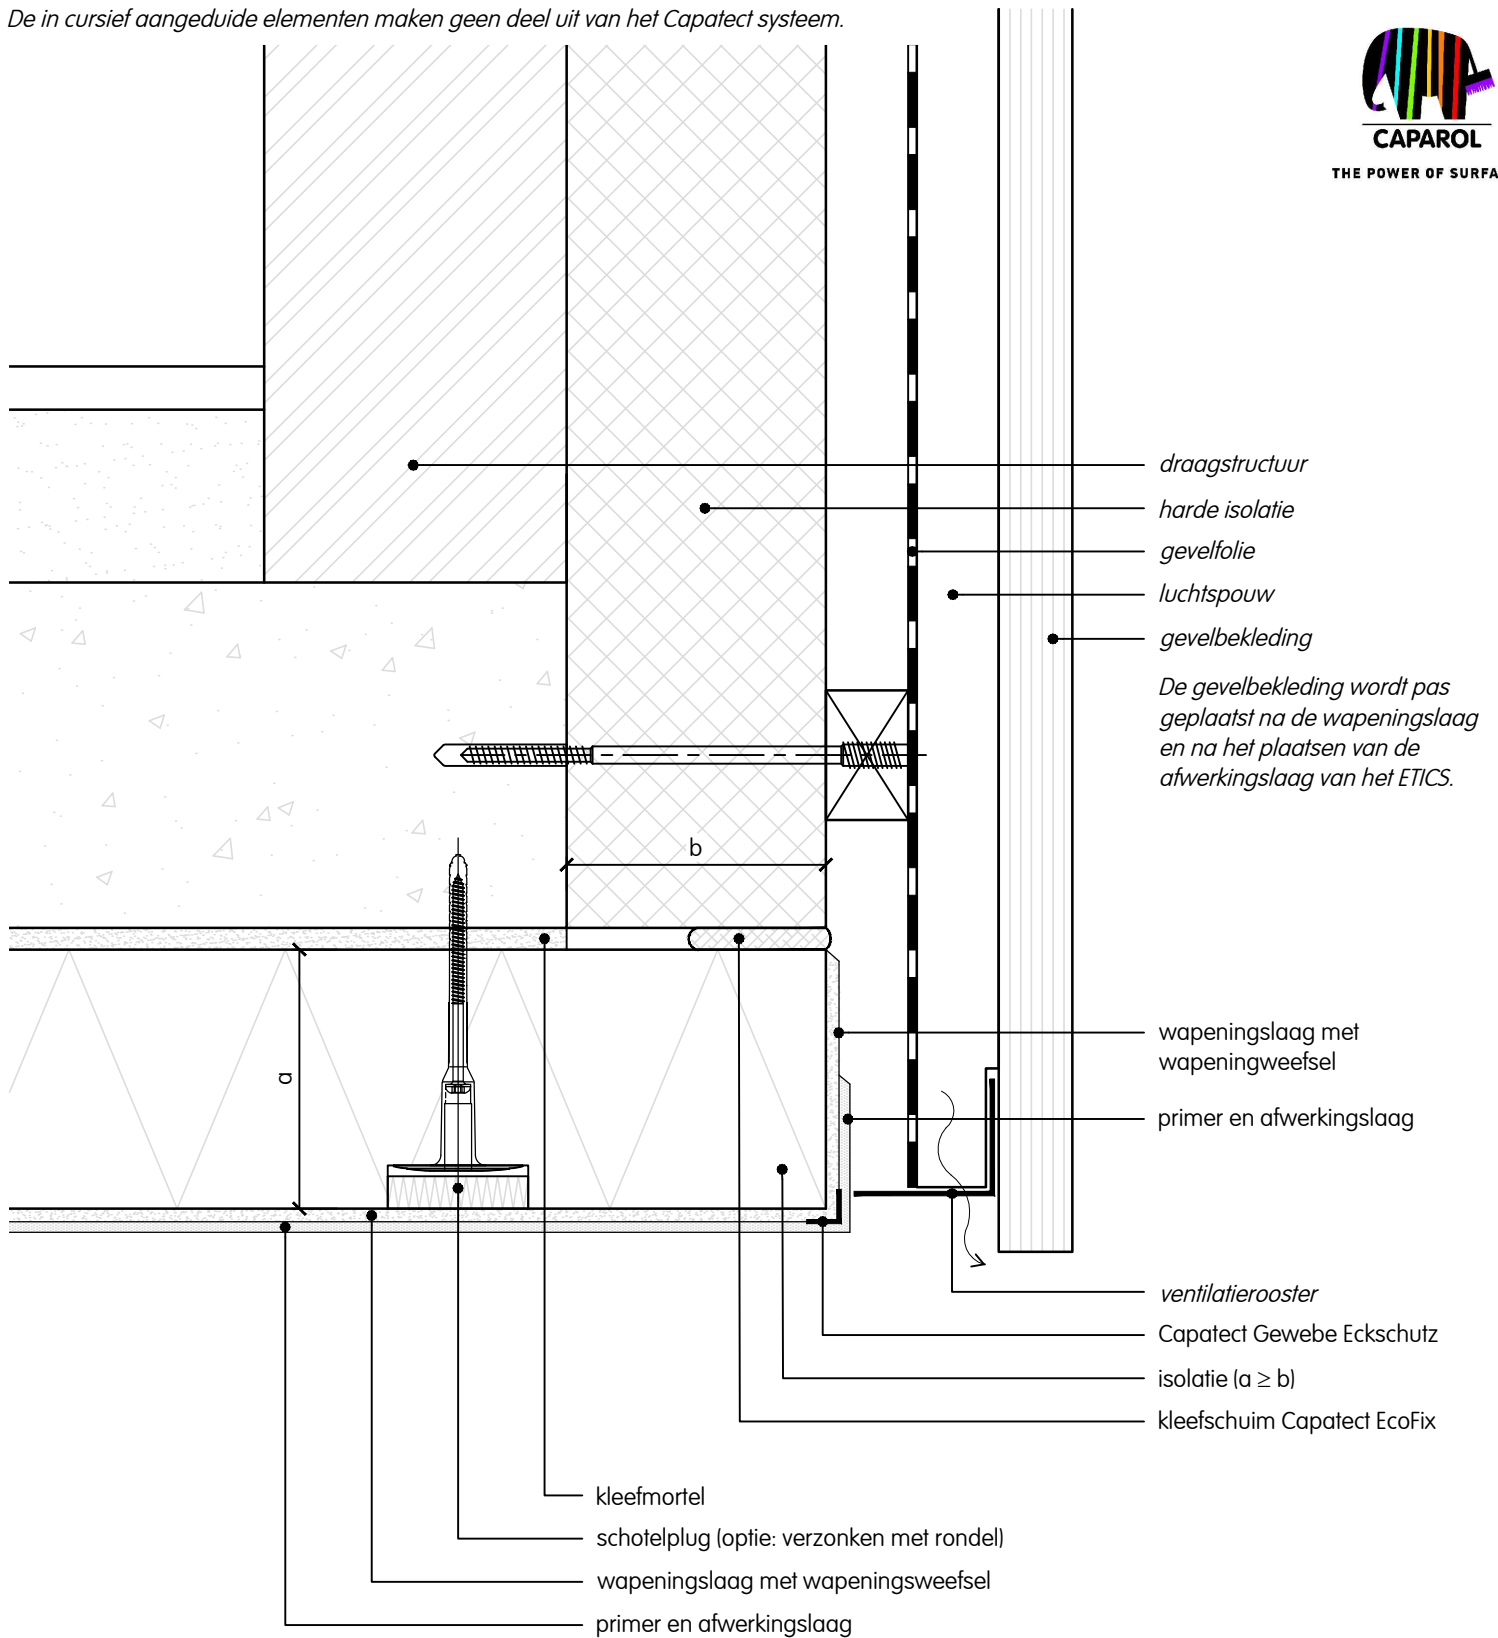 De in cursief aangeduide elementen maken geen deel uit van het Capatect systeem.
CAPAROL
THE POWER OF SURFA
draagstructuur
harde isolatie
gevelfolie
luchtspouw
gevelbekleding
De gevelbekleding wordt pas
geplaatst na de wapeningslaag
en na het plaatsen van de
afwerkingslaag van het ETICS.
b
a
wapeningslaag met
wapeningweefsel
primer en afwerkingslaag
ventilatierooster
Capatect Gewebe Eckschutz
isolatie (a ≥ b)
kleefschuim Capatect EcoFix
kleefmortel
schotelplug (optie: verzonken met rondel)
wapeningslaag met wapeningsweefsel
primer en afwerkingslaag